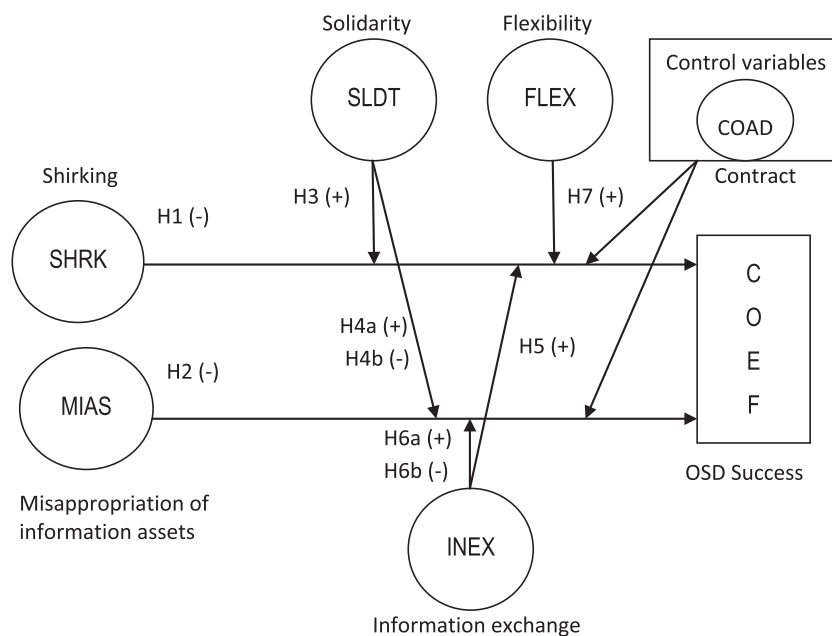 Solidarity
Flexibility
Control variables
SLDT
FLEX
COAD
Contract
Shirking
H3 (+)
H7 (+)
H1 (-)
SHRK
C
O
E
F
H4a (+)
H4b (-)
H5 (+)
H2 (-)
MIAS
H6a (+)
H6b (-)
OSD Success
Misappropriation of
information assets
INEX
Information exchange